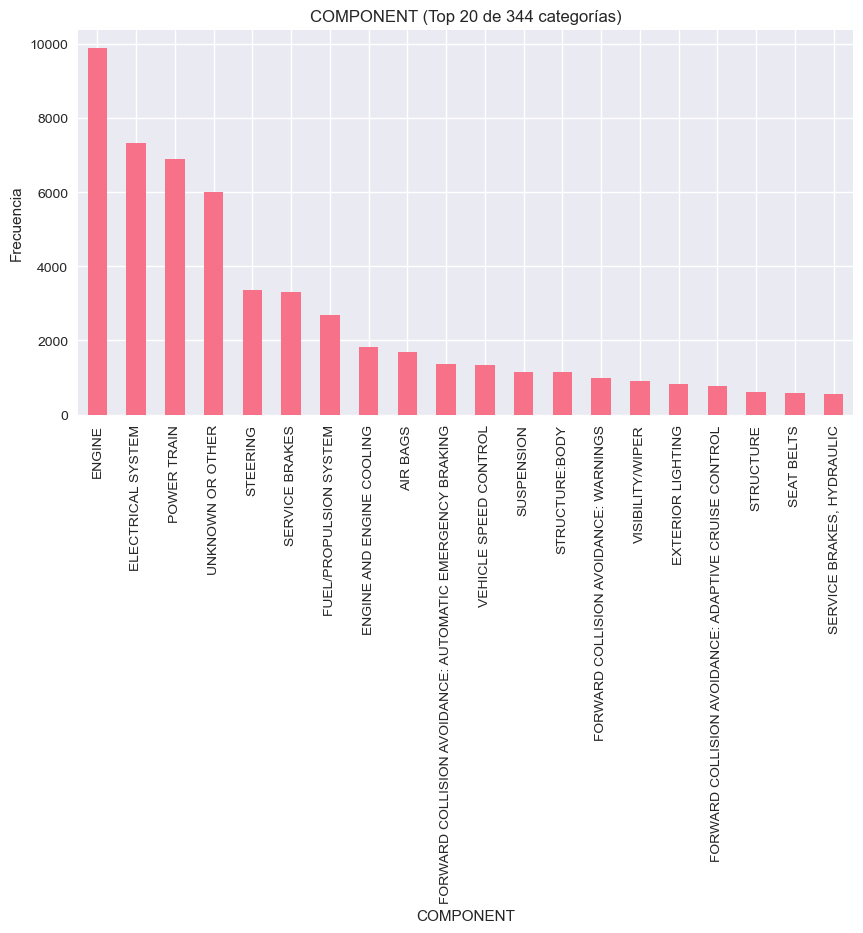 COMPONENT (Top 20 de 344 categorías)
10000
8000
6000
4000
2000
0
Frecuencia
ENGINE
ELECTRICAL SYSTEM
POWER TRAIN
UNKNOWN OR OTHER
STEERING
SERVICE BRAKES
FUEL/PROPULSION SYSTEM
ENGINE AND ENGINE COOLING
AIR BAGS
FORWARD COLLISION AVOIDANCE: AUTOMATIC EMERGENCY BRAKING
VEHICLE SPEED CONTROL
SUSPENSION
STRUCTURE:BODY
FORWARD COLLISION AVOIDANCE: WARNINGS
VISIBILITY/WIPER
EXTERIOR LIGHTING
FORWARD COLLISION AVOIDANCE: ADAPTIVE CRUISE CONTROL
STRUCTURE
SEAT BELTS
SERVICE BRAKES, HYDRAULIC
COMPONENT